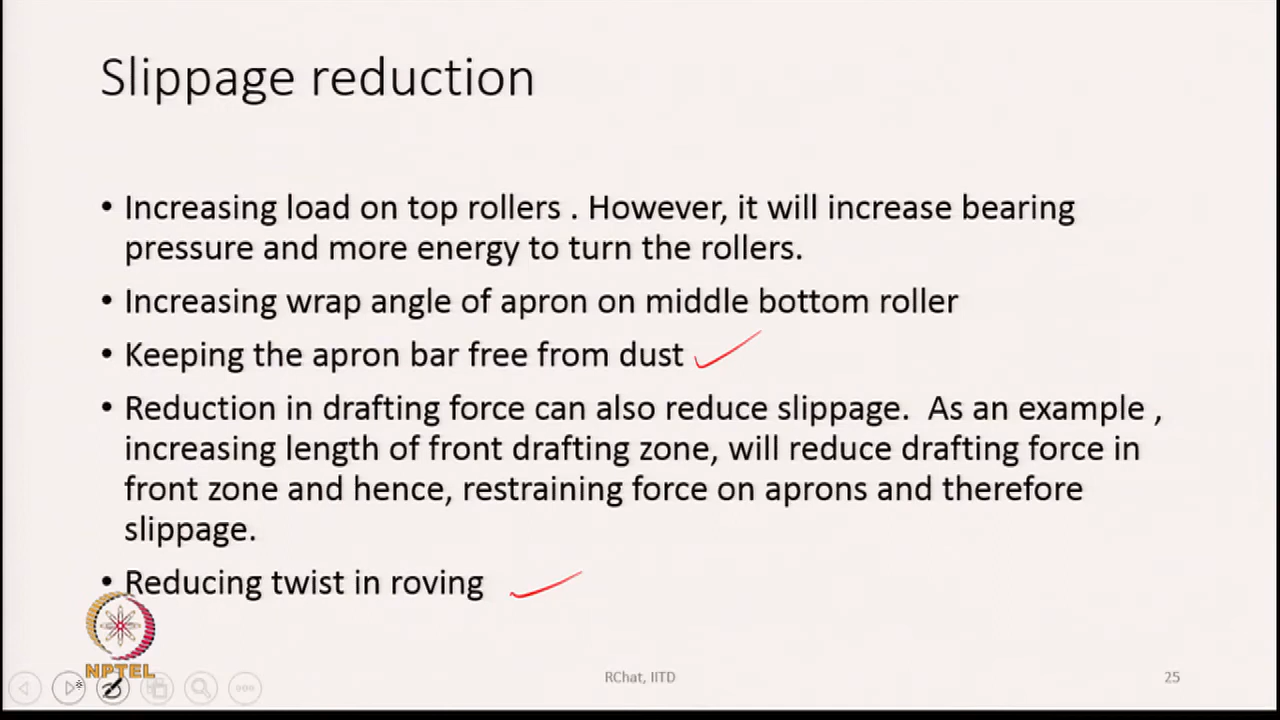 Slippage reduction
• Increasing load on top rollers . However, it will increase bearing
pressure and more energy to turn the rollers.
• Increasing wrap angle of apron on middle bottom roller
• Keeping the apron bar free from dust
• Reduction in drafting force can also reduce slippage. As an example ,
increasing length of front drafting zone, will reduce drafting force in
front zone and hence, restraining force on aprons and therefore
slippage.
• Reducing twist in roving
NPTEL
RChat, IITD
25